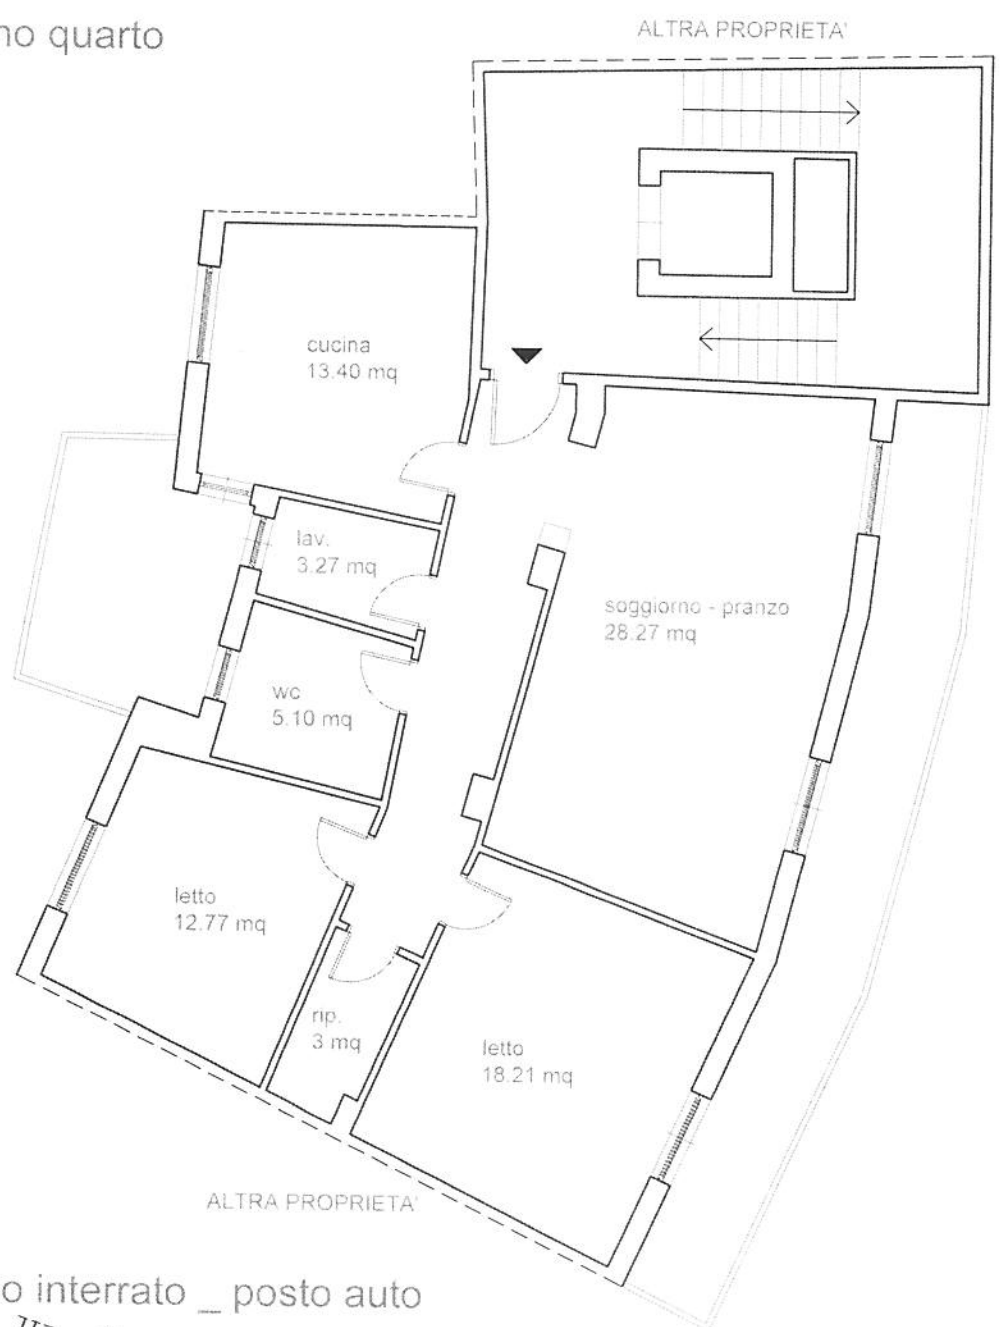 no quarto
ALTRA PROPRIETA'
cucina
13.40 mq
lav.
3.27 mq
soggiorno - pranzo
28.27 mq
wc
5.10 mq
letto
12.77 mq
rip.
3 mq
letto
18.21 mq
ALTRA PROPRIETA'
o interrato _ posto auto